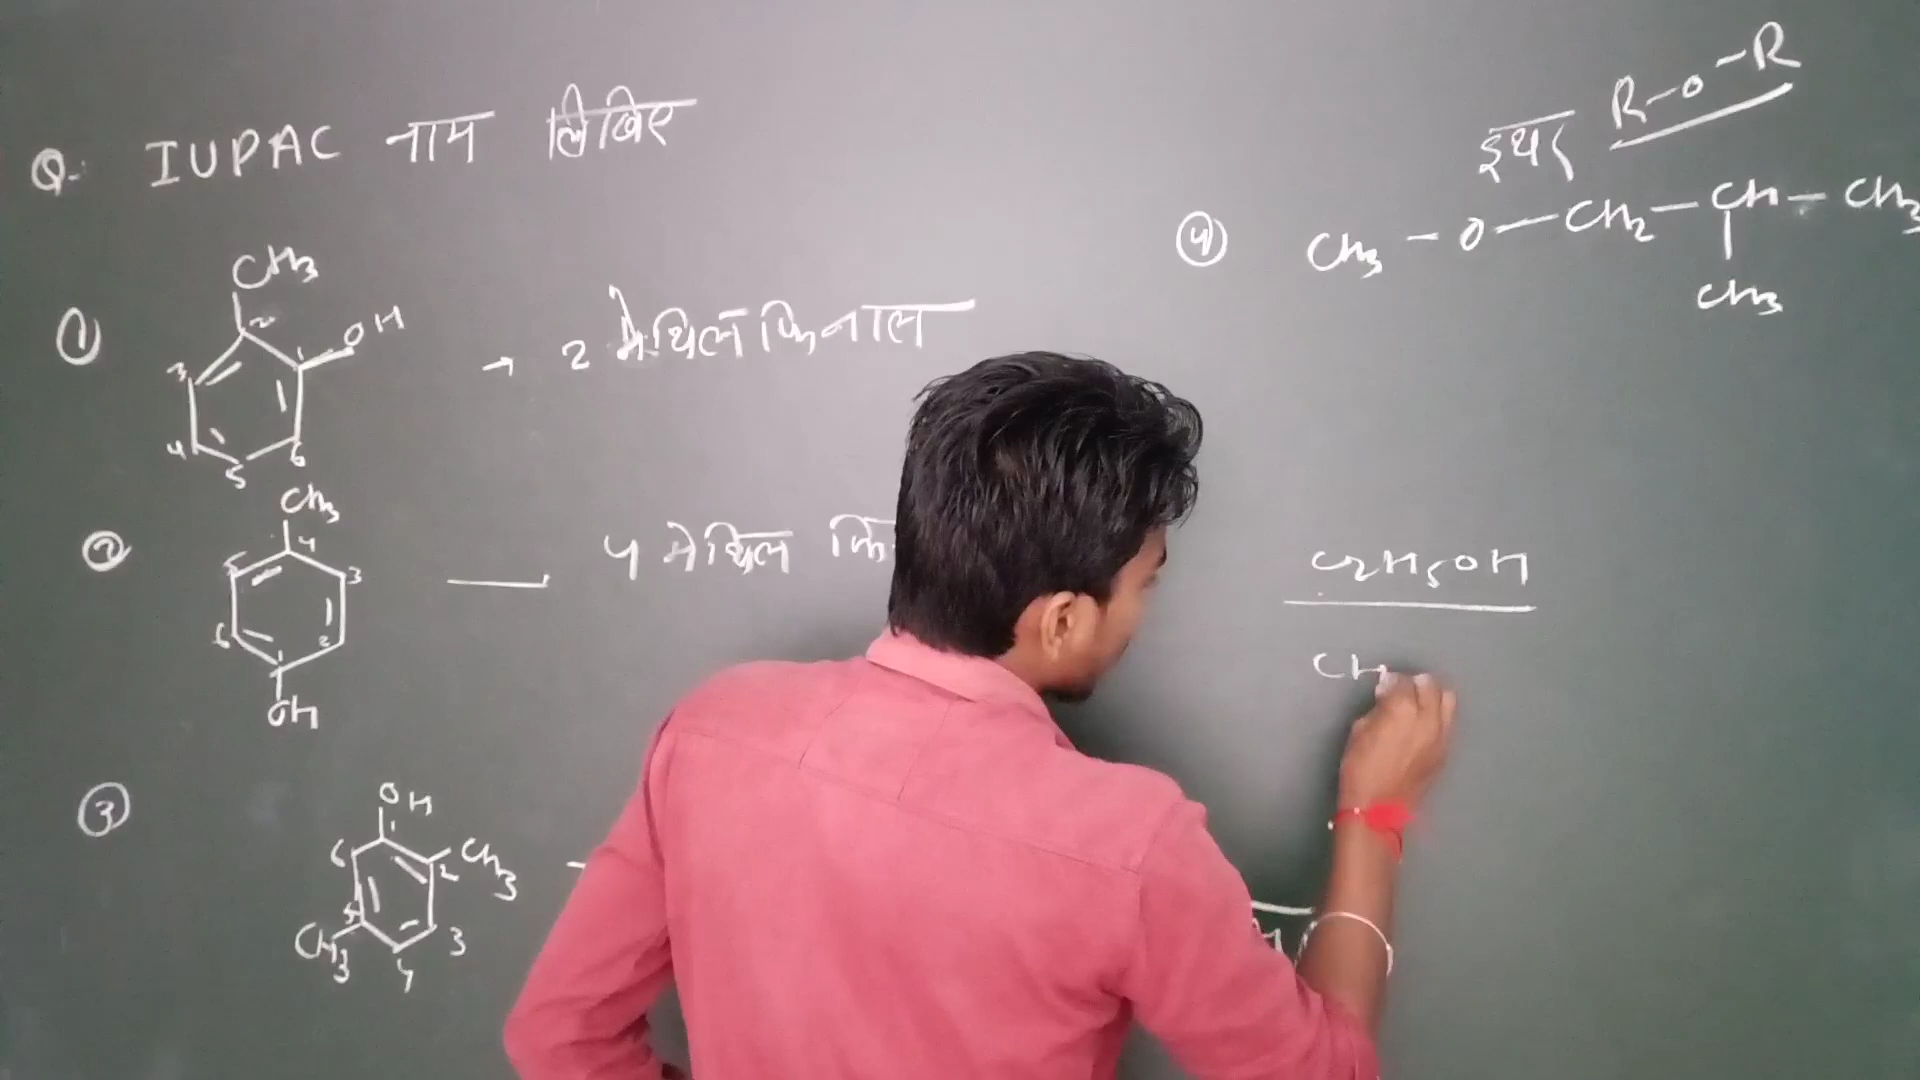 Q. IUPAC नाम लिखिए
① CH3
2
1 OH
3
4
5
6
→ 2 मेथिल फिनाल
② CH3
4
5
3
6
2
1
OH
— 4 मेथिल फि
③ OH
1
6
2 CH3
5
CH3
3
4
इथर R-O-R
④ CH3 - O - CH2 - CH - CH3
CH3
C2H5OH
CH